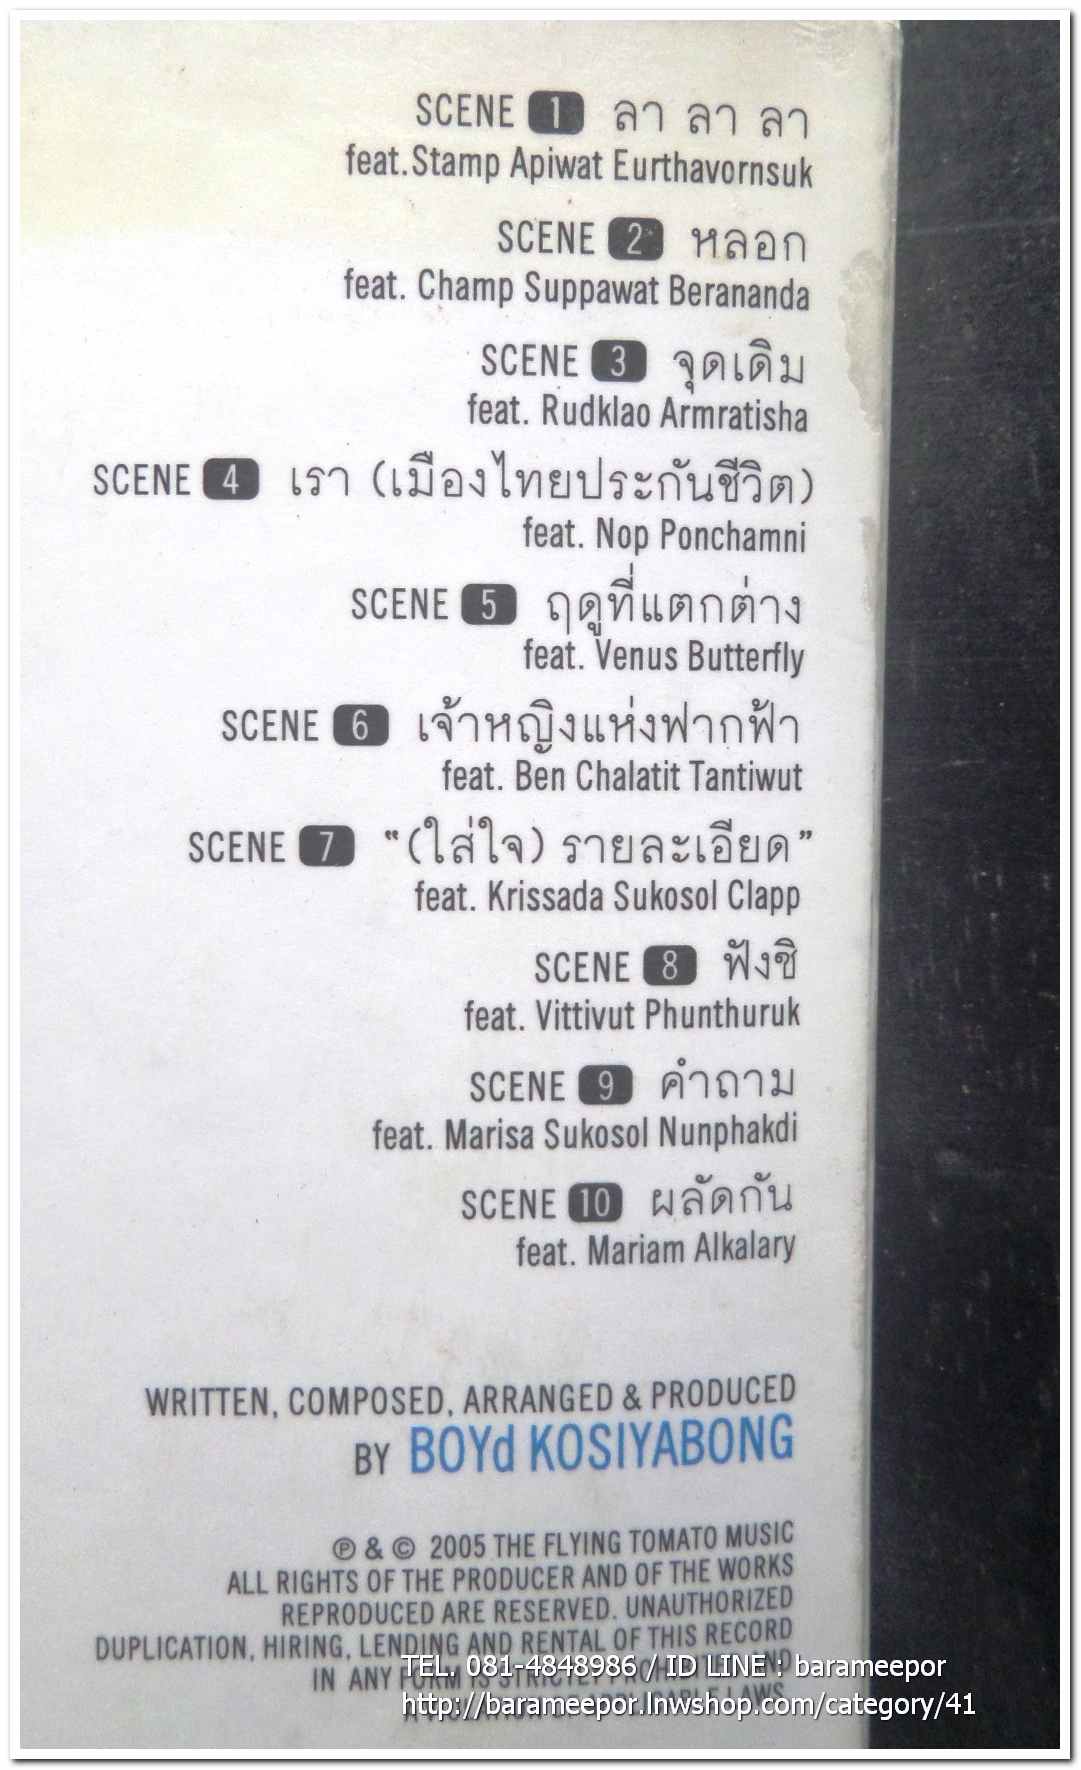 SCENE 1 ลา ลา ลา
feat.Stamp Apiwat Eurthavornsuk
SCENE 2 หลอก
feat. Champ Suppawat Berananda
SCENE 3 จุดเดิม
feat. Rudklao Armratisha
SCENE 4 เรา (เมืองไทยประกันชีวิต)
feat. Nop Ponchamni
SCENE 5 ฤดูที่แตกต่าง
feat. Venus Butterfly
SCENE 6 เจ้าหญิงแห่งฟากฟ้า
feat. Ben Chalatit Tantiwut
SCENE 7 “(ใส่ใจ) รายละเอียด”
feat. Krissada Sukosol Clapp
SCENE 8 ฟังซิ
feat. Vittivut Phunthuruk
SCENE 9 คำถาม
feat. Marisa Sukosol Nunphakdi
SCENE 10 ผลัดกัน
feat. Mariam Alkalary
WRITTEN, COMPOSED, ARRANGED & PRODUCED
BY BOYd KOSIYABONG
℗ & © 2005 THE FLYING TOMATO MUSIC
ALL RIGHTS OF THE PRODUCER AND OF THE WORKS
REPRODUCED ARE RESERVED. UNAUTHORIZED
DUPLICATION, HIRING, LENDING AND RENTAL OF THIS RECORD
IN ANY FORM IS STRICTLY AND
LAWS
TEL. 081-4848986 / ID LINE : barameepor
http://barameepor.lnwshop.com/category/41